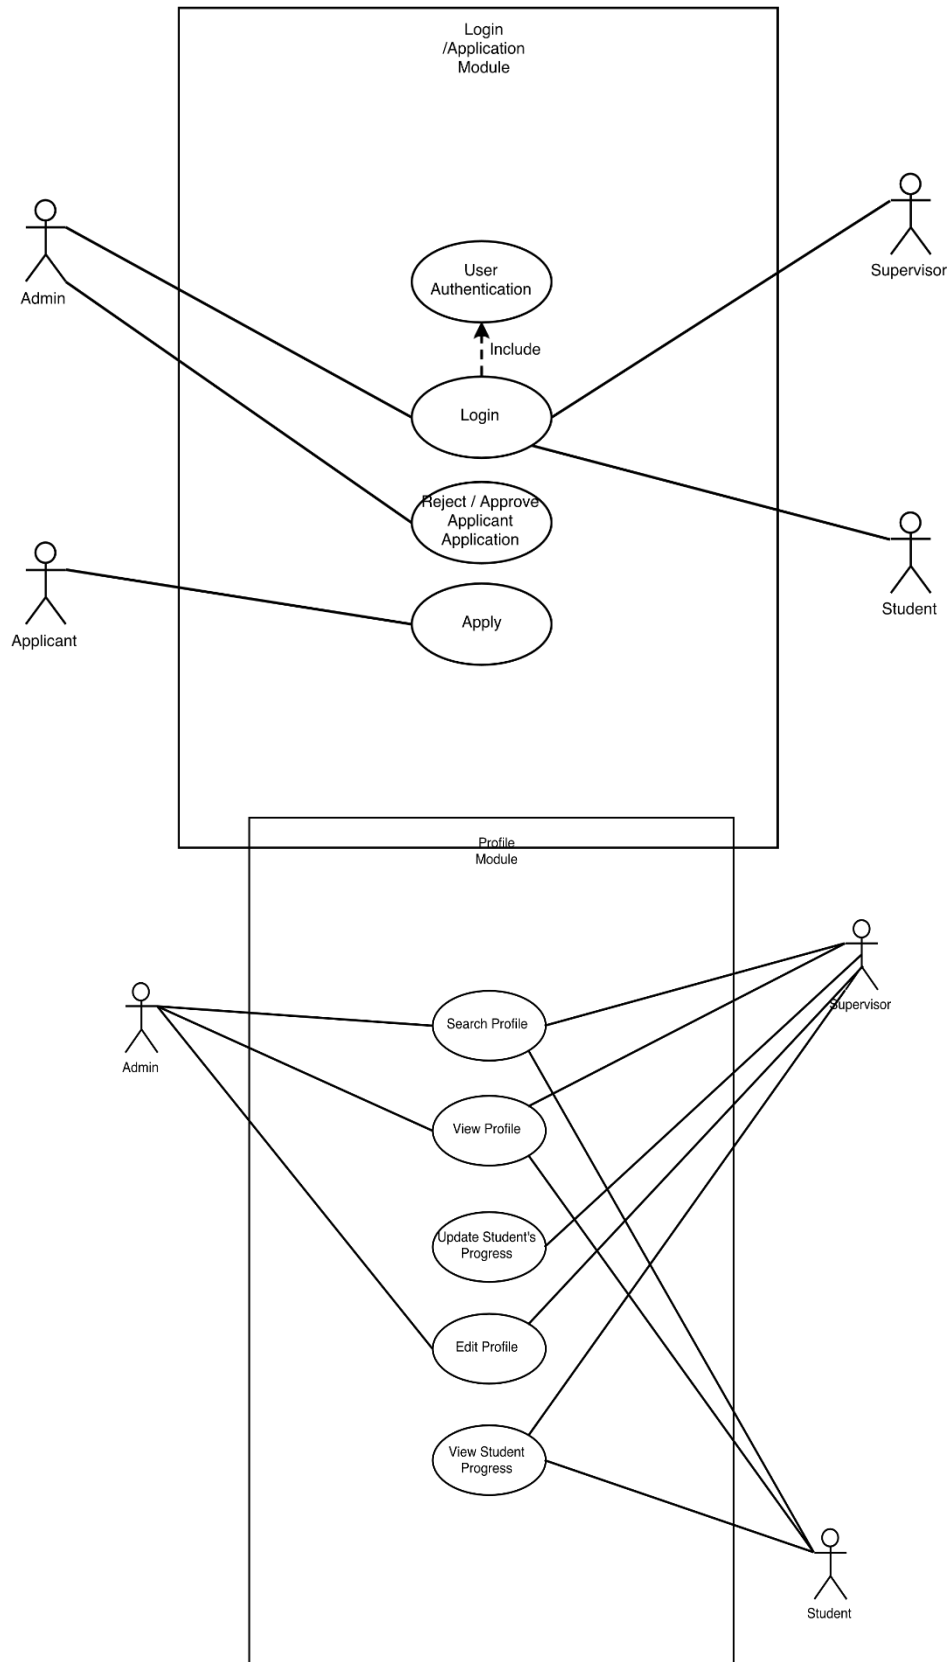 Login
/Application
Module
Supervisor
User
Authentication
Admin
Include
Login
Reject / Approve
Applicant
Application
Student
Apply
Applicant
Profile
Module
Supervisor
Search Profile
Admin
View Profile
Update Student's
Progress
Edit Profile
View Student
Progress
Student